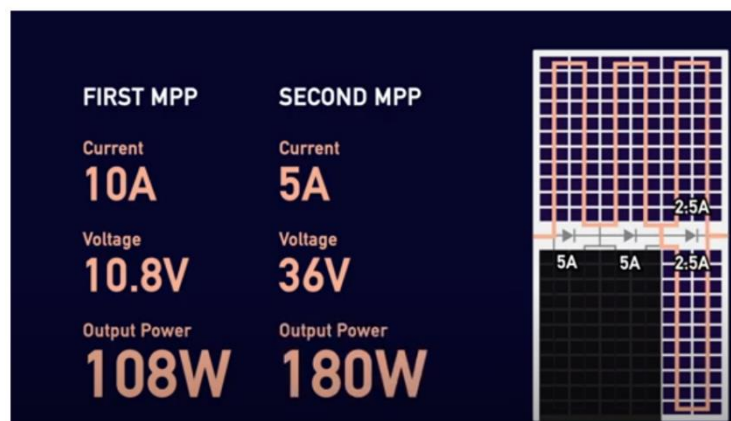 FIRST MPP
Current
10A
Voltage
10.8V
Output Power
108W
SECOND MPP
Current
5A
Voltage
36V
Output Power
180W
2.5A
5A
5A
2.5A